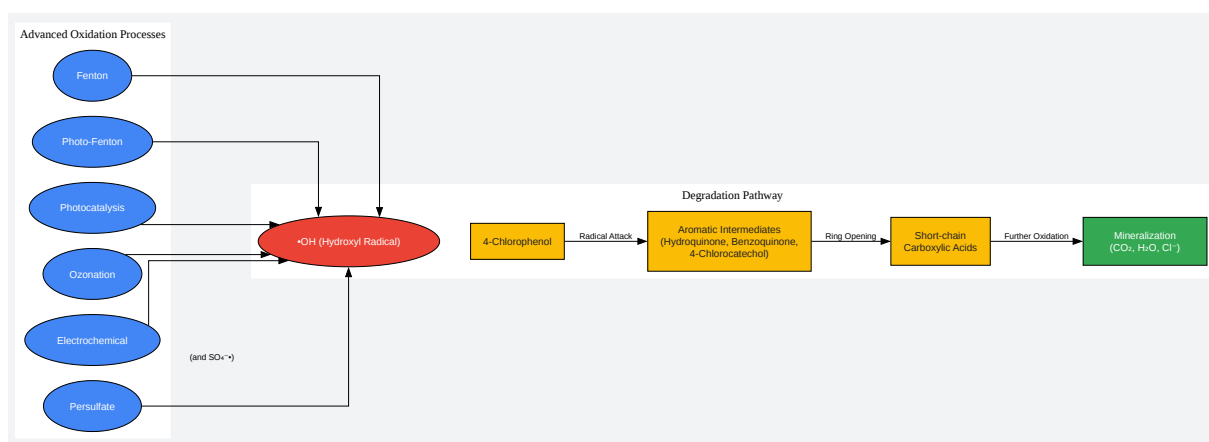 Advanced Oxidation Processes
Fenton
Photo-Fenton
Photocatalysis
Ozonation
Electrochemical
Persulfate
(and SO₄⁻•)
Degradation Pathway
•OH (Hydroxyl Radical)
4-Chlorophenol
Radical Attack
Aromatic Intermediates
(Hydroquinone, Benzoquinone,
4-Chlorocatechol)
Ring Opening
Short-chain
Carboxylic Acids
Further Oxidation
Mineralization
(CO₂, H₂O, Cl⁻)